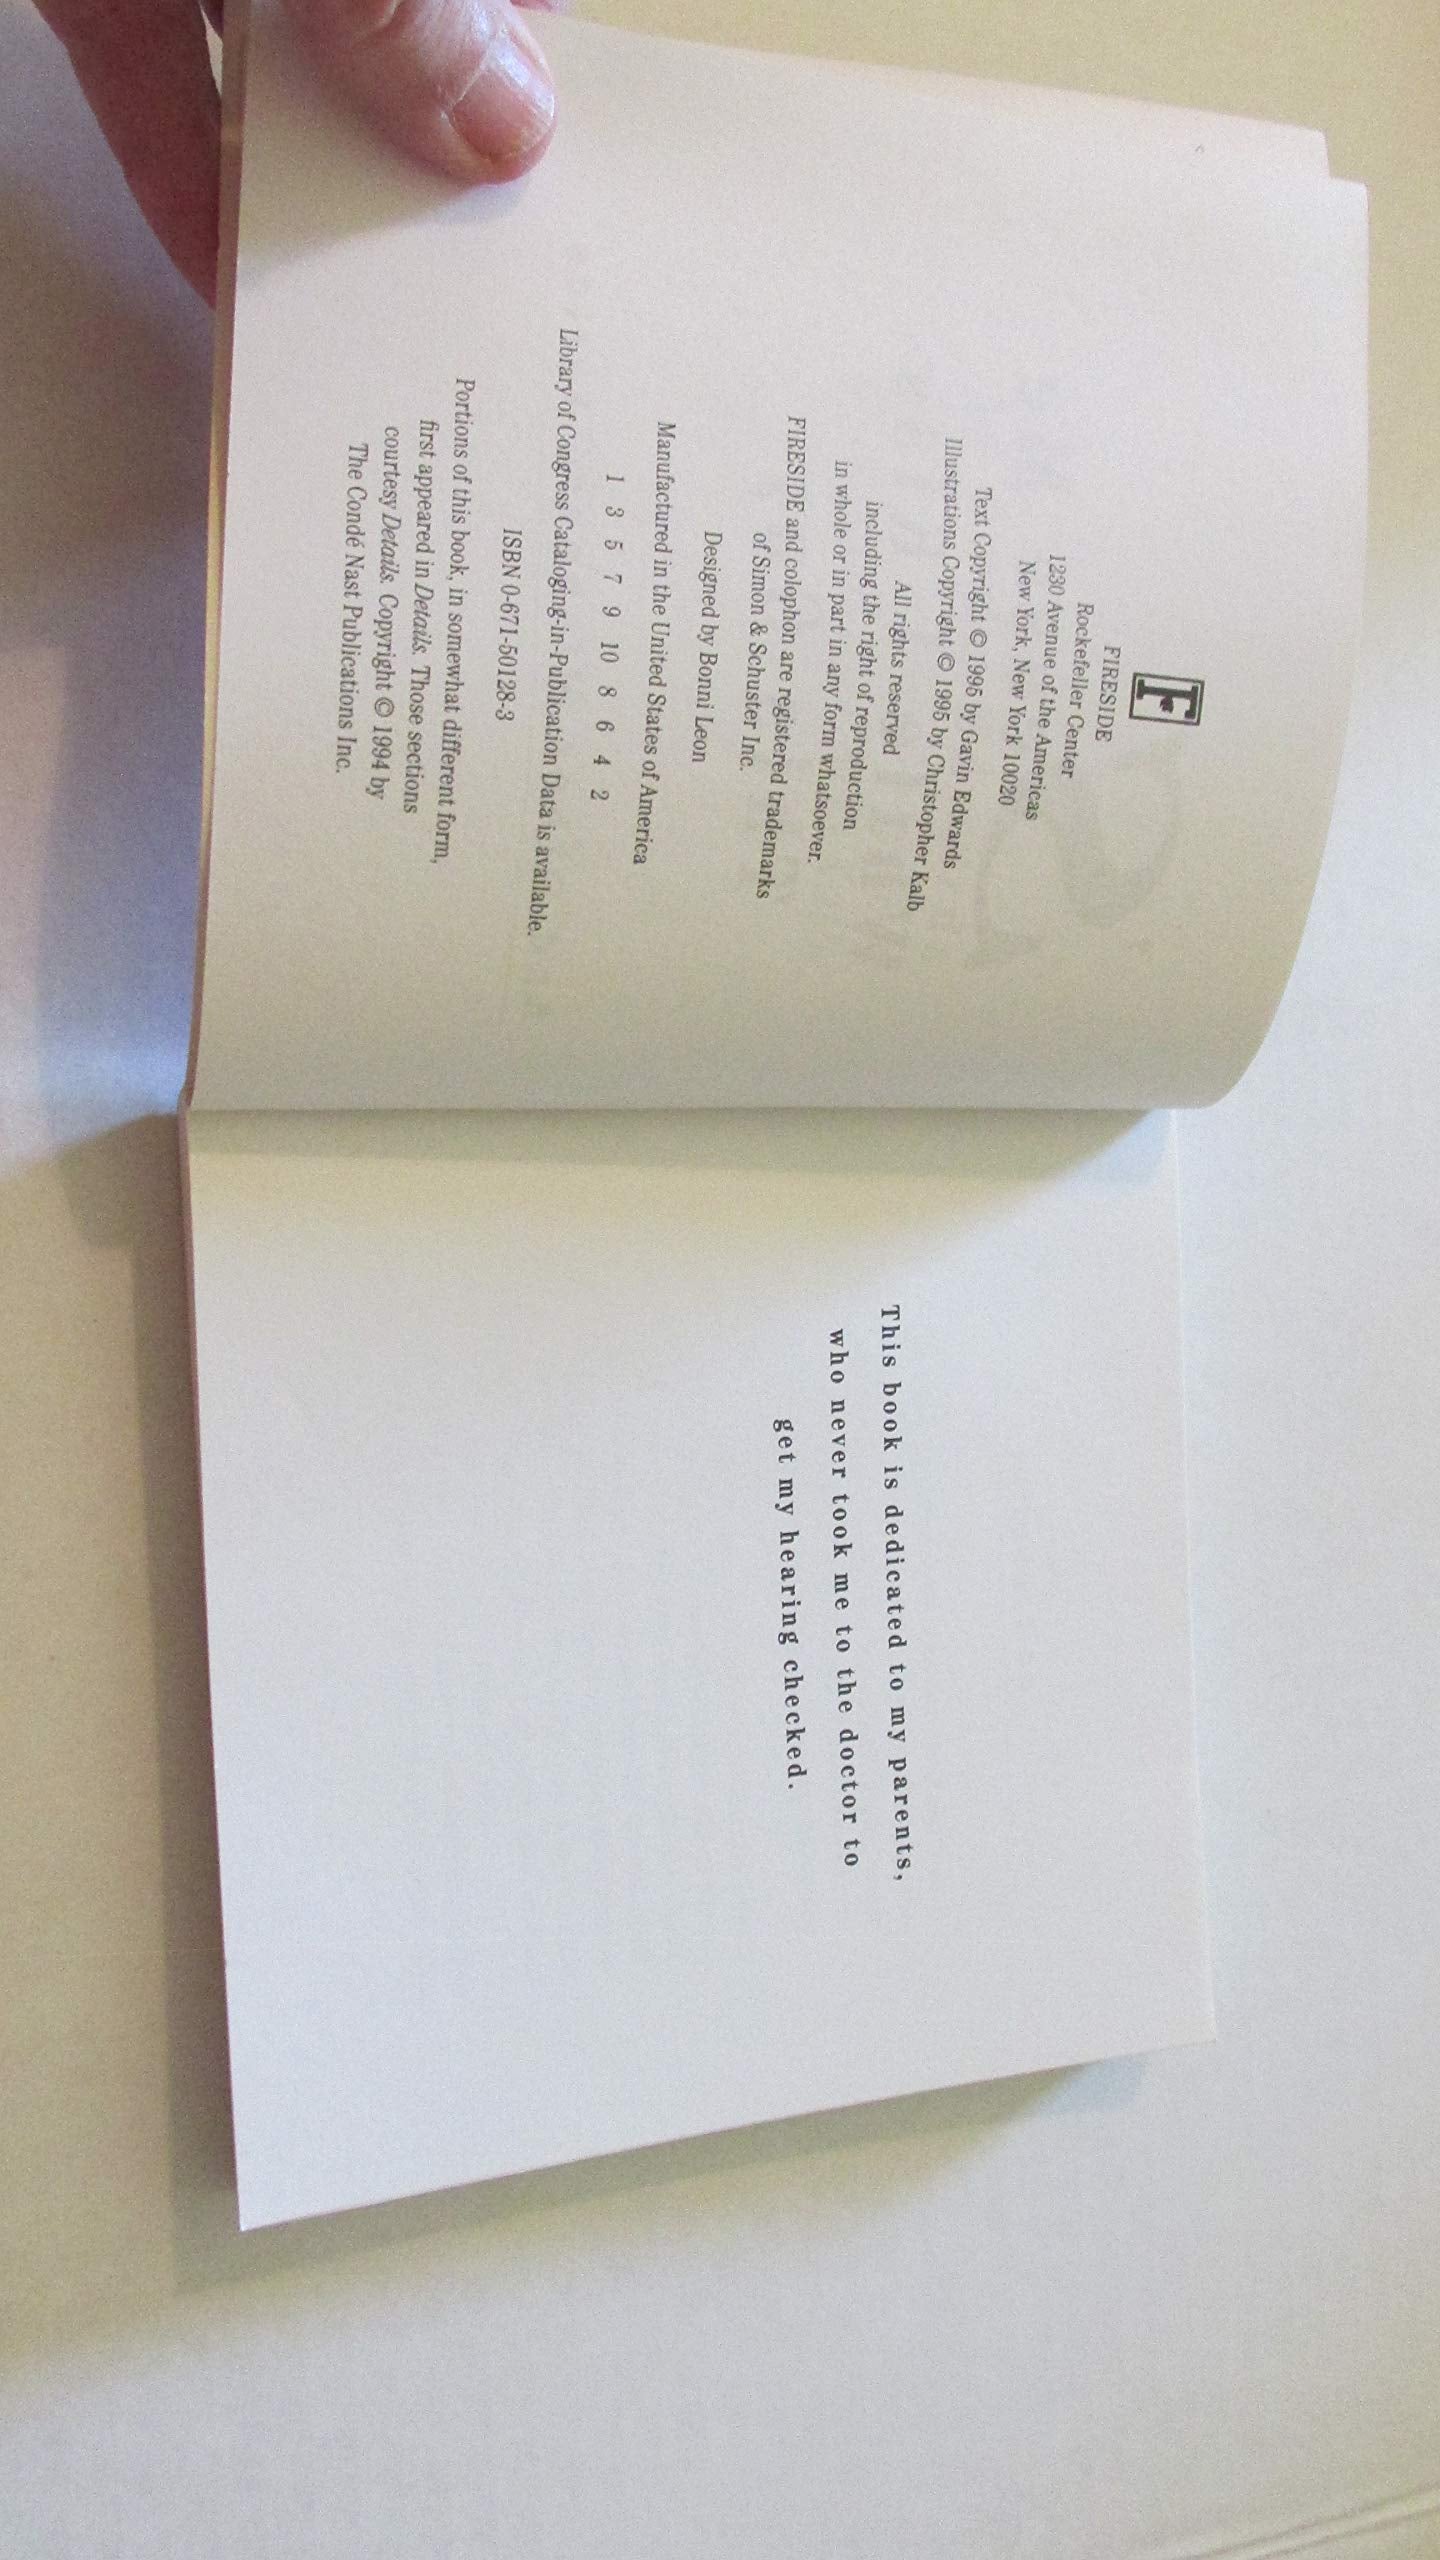 F
FIRESIDE
Rockefeller Center
1230 Avenue of the Americas
New York, New York 10020
Text Copyright © 1995 by Gavin Edwards
Illustrations Copyright © 1995 by Christopher Kalb
All rights reserved
including the right of reproduction
in whole or in part in any form whatsoever.
FIRESIDE and colophon are registered trademarks
of Simon & Schuster Inc.
Designed by Bonni Leon
Manufactured in the United States of America
1 3 5 7 9 10 8 6 4 2
Library of Congress Cataloging-in-Publication Data is available.
ISBN 0-671-50128-3
Portions of this book, in somewhat different form,
first appeared in Details. Those sections
courtesy Details. Copyright © 1994 by
The Condé Nast Publications Inc.
This book is dedicated to my parents,
who never took me to the doctor to
get my hearing checked.